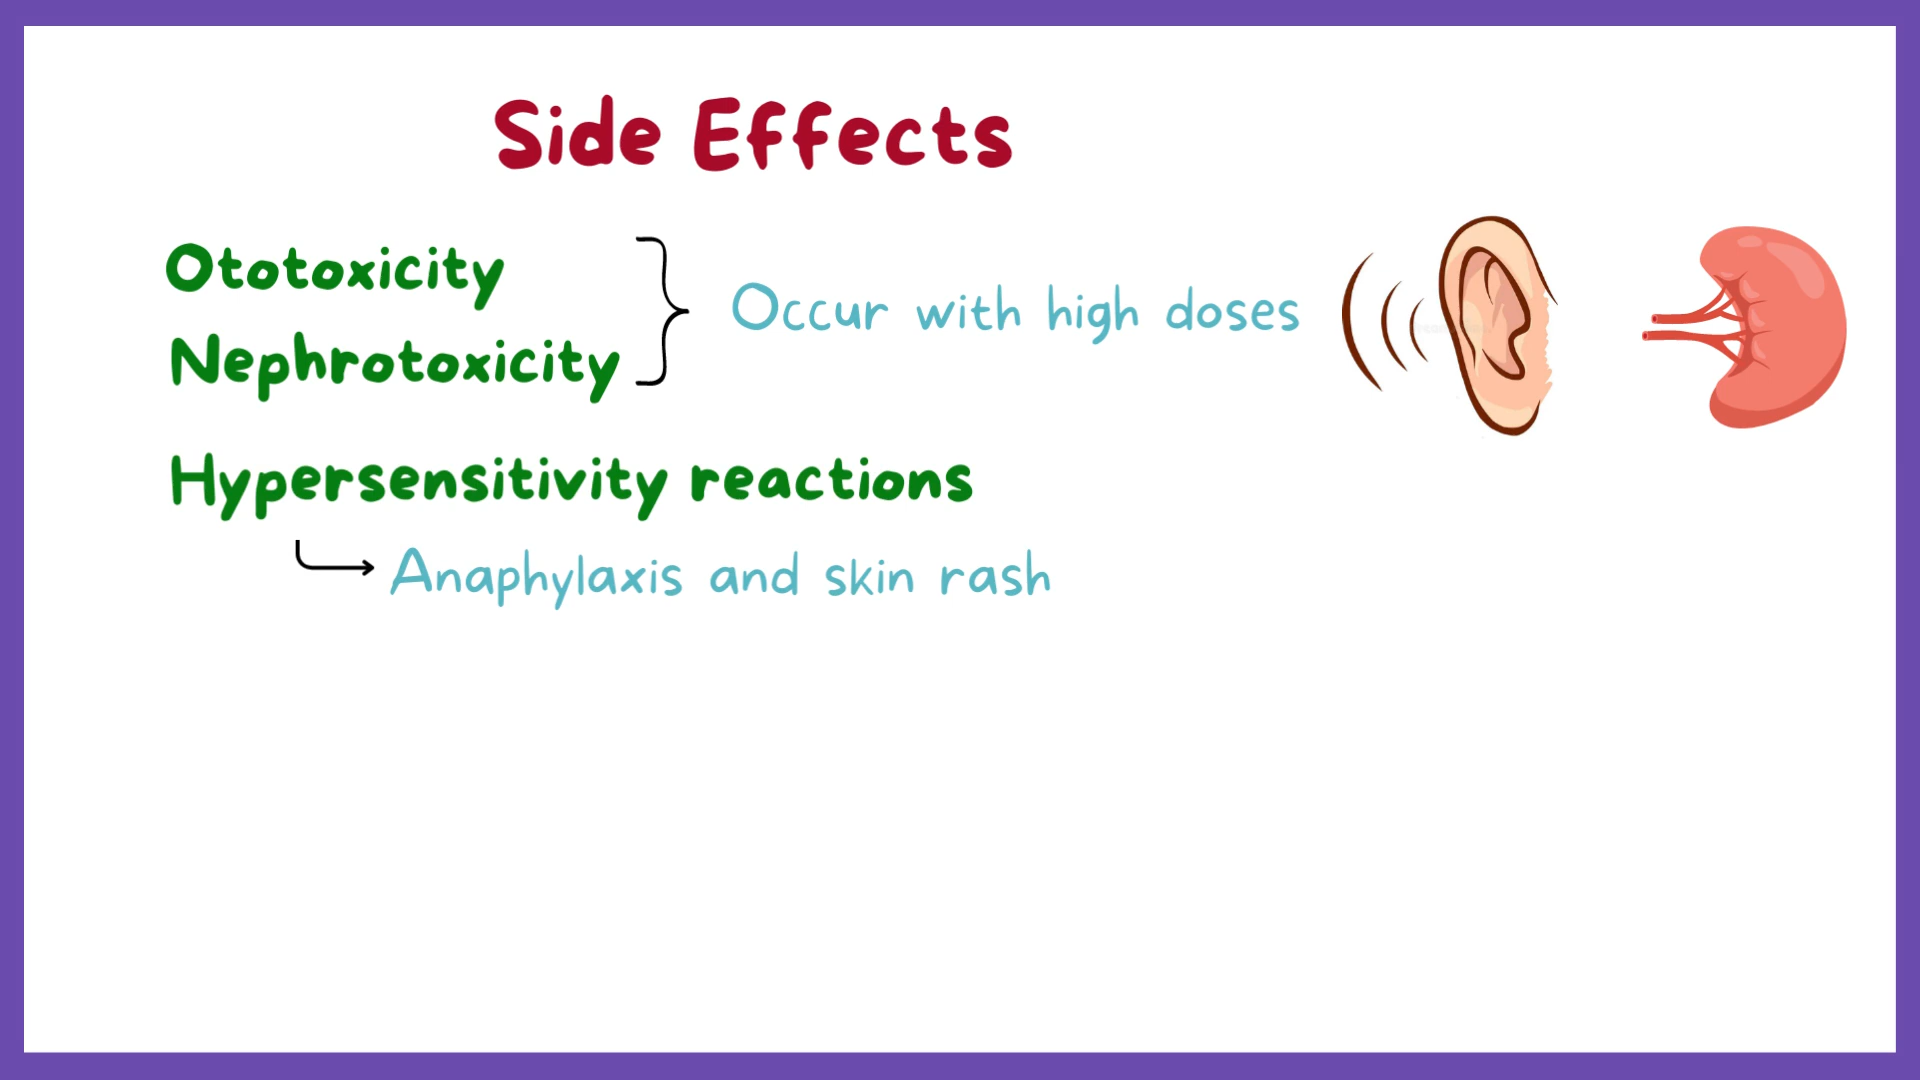 Side Effects
Ototoxicity
Nephrotoxicity
Occur with high doses
Hypersensitivity reactions
Anaphylaxis and skin rash